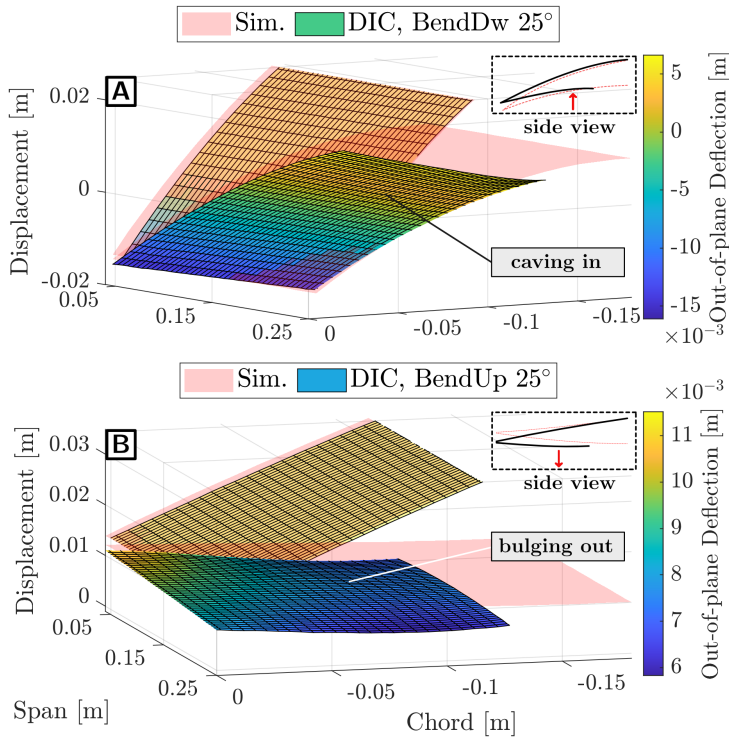 Sim. DIC, BendDw 25°
A
side view
caving in
Displacement [m]
0.02
0
-0.02
0.05
0.15
0.25
0
-0.05
-0.1
-0.15
5
0
-5
-10
-15
×10⁻³
Out-of-plane Deflection [m]
Sim. DIC, BendUp 25°
×10⁻³
B
side view
bulging out
Displacement [m]
0.03
0.02
0.01
0
0.05
0.15
0.25
0
-0.05
-0.1
-0.15
11
10
9
8
7
6
Out-of-plane Deflection [m]
Span [m]
Chord [m]